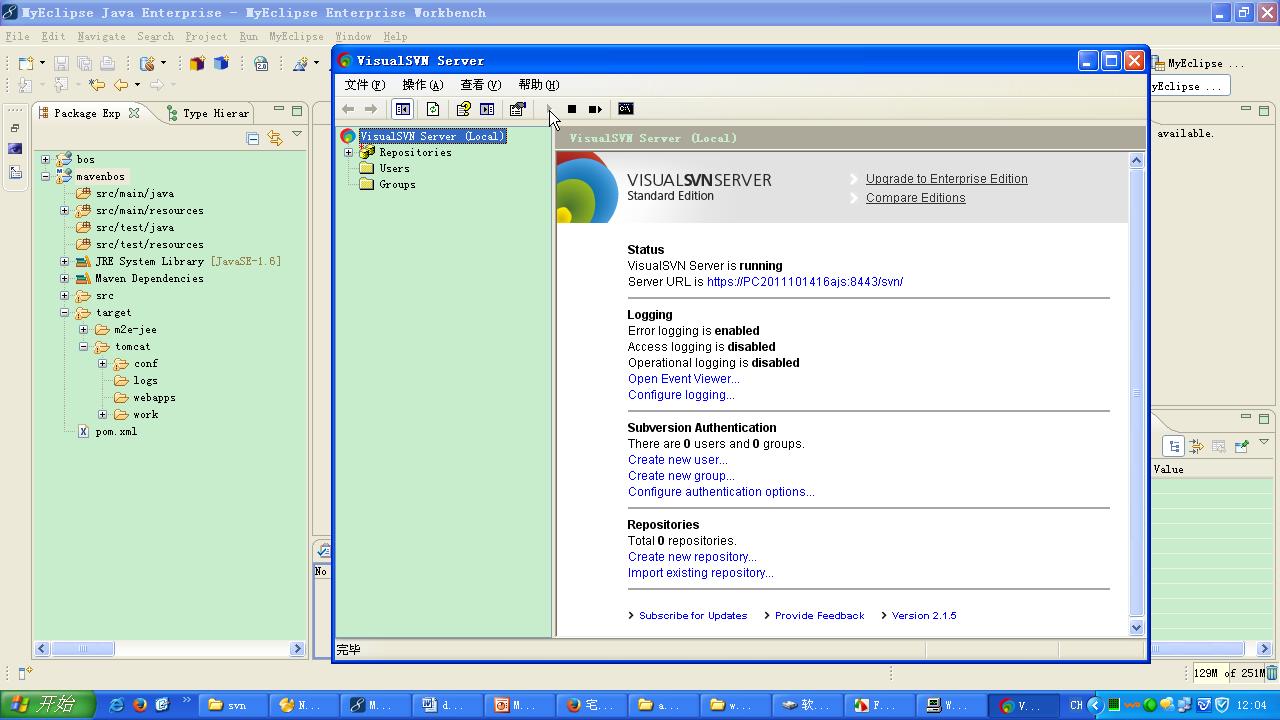 MyEclipse Java Enterprise - MyEclipse Enterprise Workbench
File Edit Navigate Search Project Run MyEclipse Window Help
MyEclipse ...
yEclipse ...
Package Exp
Type Hierar
available.
bos
mavenbos
src/main/java
src/main/resources
src/test/java
src/test/resources
JRE System Library [JavaSE-1.6]
Maven Dependencies
src
target
m2e-jee
tomcat
conf
logs
webapps
work
pom.xml
VisualSVN Server
文件(F) 操作(A) 查看(V) 帮助(H)
VisualSVN Server (Local)
Repositories
Users
Groups
VisualSVN Server (Local)
VISUALSVN SERVER
Standard Edition
Upgrade to Enterprise Edition
Compare Editions
Status
VisualSVN Server is running
Server URL is https://PC2011101416ajs:8443/svn/
Logging
Error logging is enabled
Access logging is disabled
Operational logging is disabled
Open Event Viewer...
Configure logging...
Subversion Authentication
There are 0 users and 0 groups.
Create new user...
Create new group...
Configure authentication options...
Repositories
Total 0 repositories.
Create new repository...
Import existing repository...
Subscribe for Updates
Provide Feedback
Version 2.1.5
完毕
No
Value
129M of 251M
开始
svn
N...
M...
d...
M...
宅...
a...
w...
软...
F...
W...
V...
CH
12:04